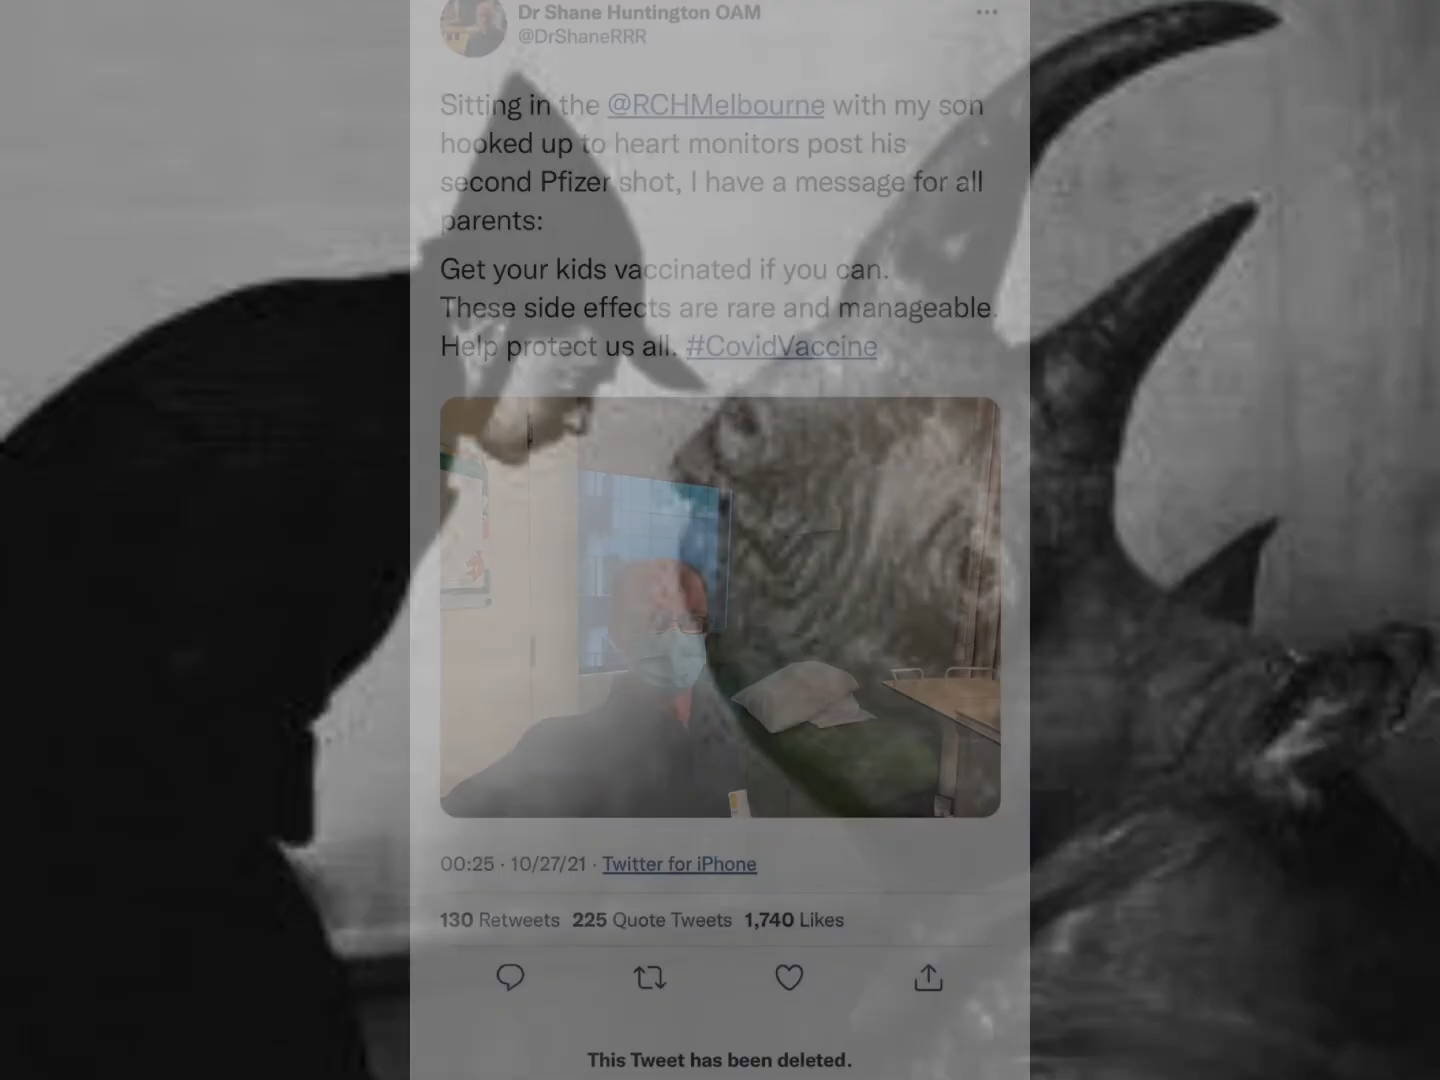 Dr Shane Huntington OAM
@DrShaneRRR
Sitting in the @RCHMelbourne with my son
hooked up to heart monitors post his
second Pfizer shot, I have a message for all
parents:
Get your kids vaccinated if you can.
These side effects are rare and manageable.
Help protect us all. #CovidVaccine
00:25 · 10/27/21 · Twitter for iPhone
130 Retweets 225 Quote Tweets 1,740 Likes
This Tweet has been deleted.